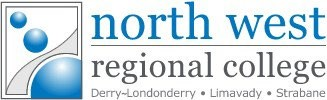 north west
regional college
Derry~Londonderry • Limavady • Strabane